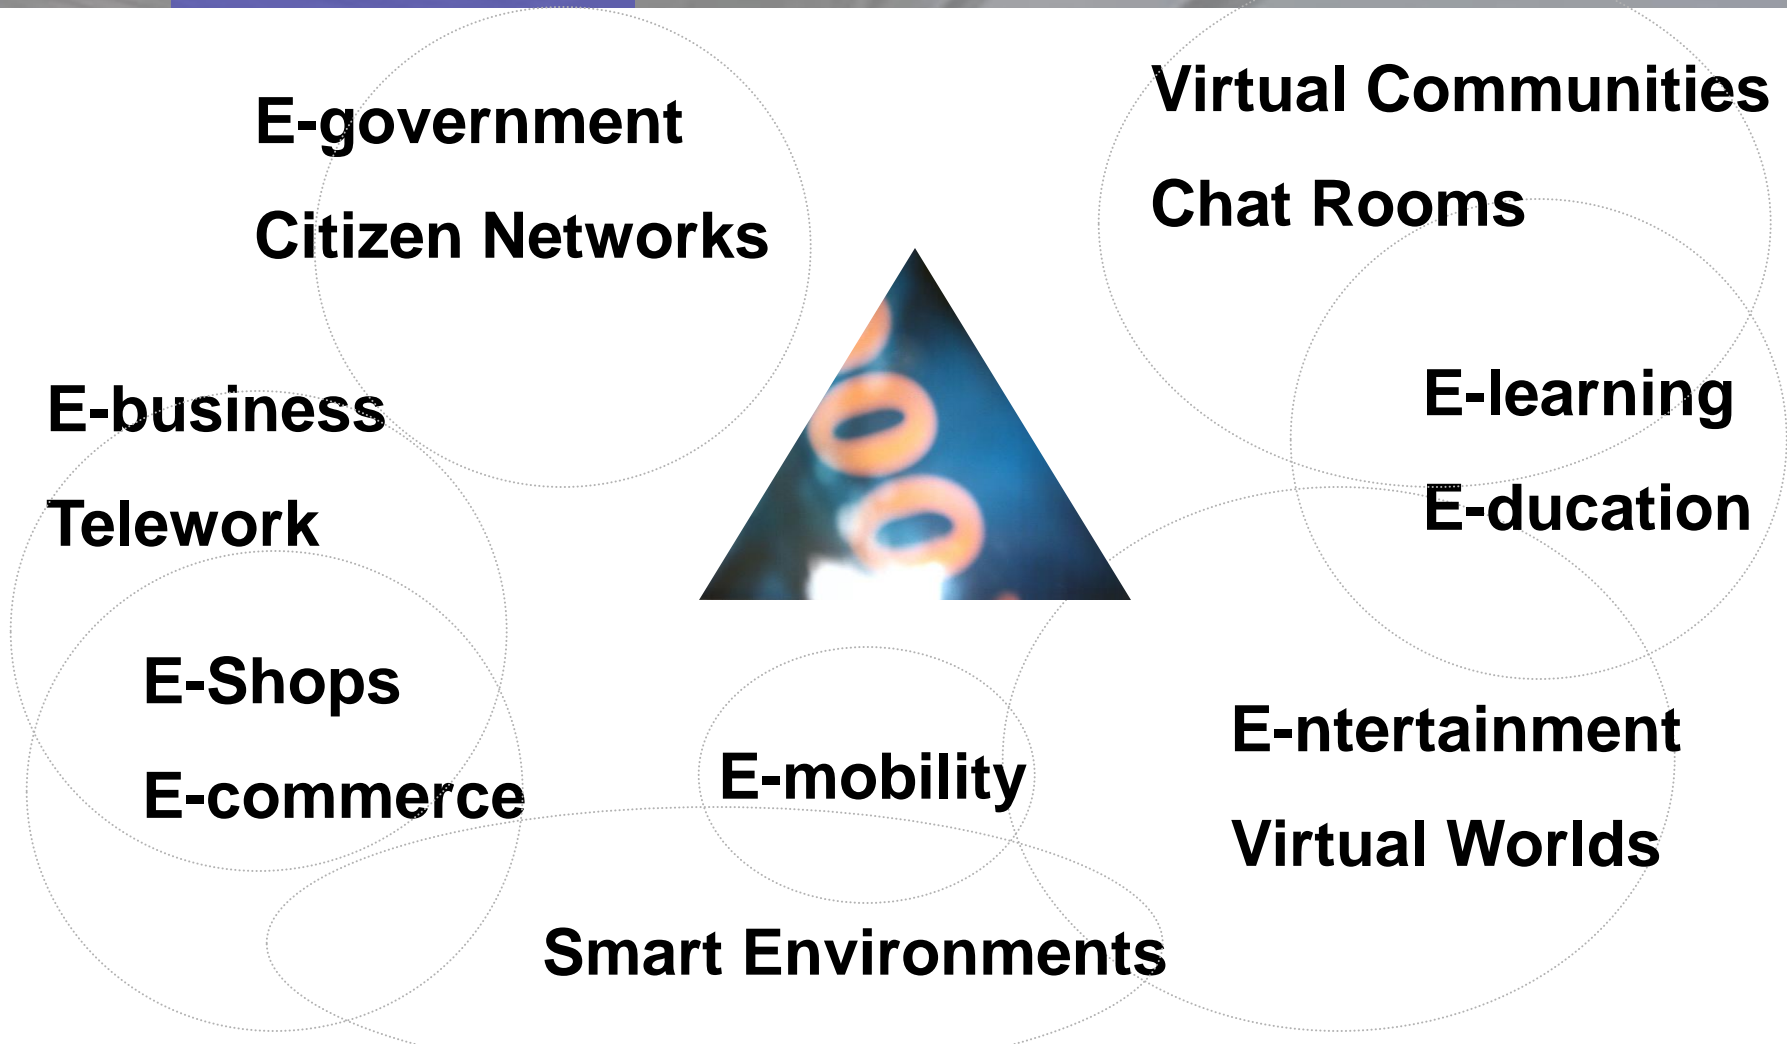 E-government
Citizen Networks
Virtual Communities
Chat Rooms
E-business
Telework
E-learning
E-ducation
E-Shops
E-commerce
E-mobility
E-ntertainment
Virtual Worlds
Smart Environments